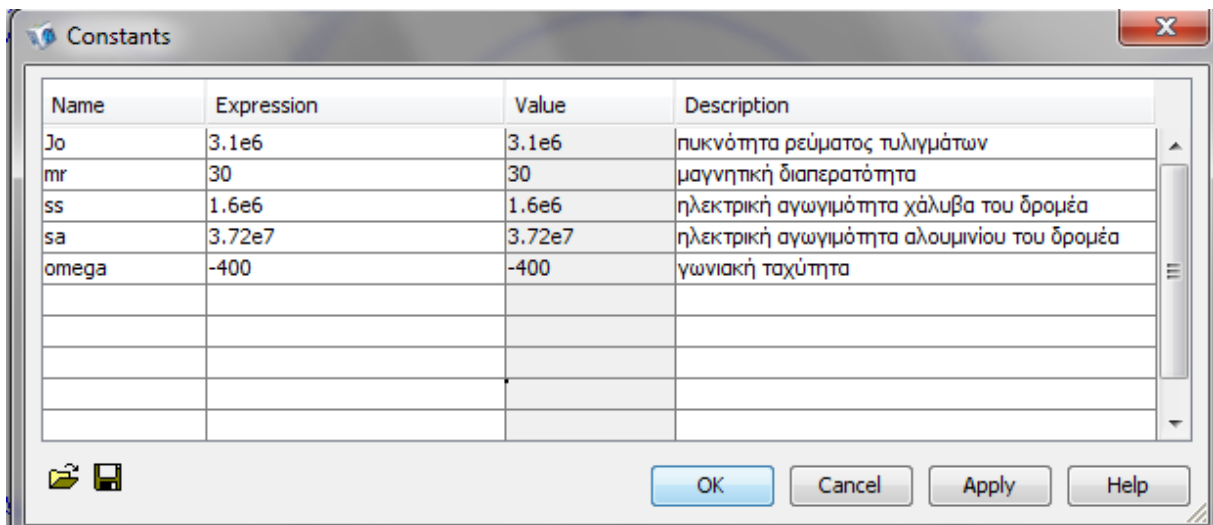 Constants
Name Expression Value Description
Jo 3.1e6 3.1e6 πυκνότητα ρεύματος τυλιγμάτων
mr 30 30 μαγνητική διαπερατότητα
ss 1.6e6 1.6e6 ηλεκτρική αγωγιμότητα χάλυβα του δρομέα
sa 3.72e7 3.72e7 ηλεκτρική αγωγιμότητα αλουμινίου του δρομέα
omega -400 -400 γωνιακή ταχύτητα
OK Cancel Apply Help